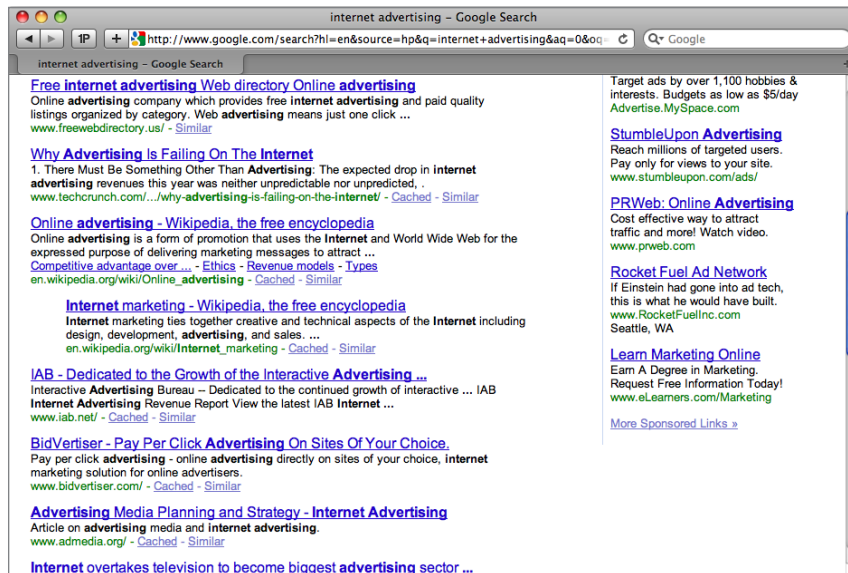 internet advertising – Google Search
1P
+
http://www.google.com/search?hl=en&source=hp&q=internet+advertising&aq=0&oq=
Google
internet advertising – Google Search
Free internet advertising Web directory Online advertising
Online advertising company which provides free internet advertising and paid quality
listings organized by category. Web advertising means just one click ...
www.freewebdirectory.us/ - Similar
Why Advertising Is Failing On The Internet
1. There Must Be Something Other Than Advertising: The expected drop in internet
advertising revenues this year was neither unpredictable nor unpredicted, .
www.techcrunch.com/.../why-advertising-is-failing-on-the-internet/ - Cached - Similar
Online advertising - Wikipedia, the free encyclopedia
Online advertising is a form of promotion that uses the Internet and World Wide Web for the
expressed purpose of delivering marketing messages to attract ...
Competitive advantage over ... - Ethics - Revenue models - Types
en.wikipedia.org/wiki/Online_advertising - Cached - Similar
Internet marketing - Wikipedia, the free encyclopedia
Internet marketing ties together creative and technical aspects of the Internet including
design, development, advertising, and sales. ...
en.wikipedia.org/wiki/Internet_marketing - Cached - Similar
IAB - Dedicated to the Growth of the Interactive Advertising ...
Interactive Advertising Bureau -- Dedicated to the continued growth of interactive ... IAB
Internet Advertising Revenue Report View the latest IAB Internet ...
www.iab.net/ - Cached - Similar
BidVertiser - Pay Per Click Advertising On Sites Of Your Choice.
Pay per click advertising - online advertising directly on sites of your choice, internet
marketing solution for online advertisers.
www.bidvertiser.com/ - Cached - Similar
Advertising Media Planning and Strategy - Internet Advertising
Article on advertising media and internet advertising.
www.admedia.org/ - Cached - Similar
Internet overtakes television to become biggest advertising sector ...
Target ads by over 1,100 hobbies &
interests. Budgets as low as $5/day
Advertise.MySpace.com
StumbleUpon Advertising
Reach millions of targeted users.
Pay only for views to your site.
www.stumbleupon.com/ads/
PRWeb: Online Advertising
Cost effective way to attract
traffic and more! Watch video.
www.prweb.com
Rocket Fuel Ad Network
If Einstein had gone into ad tech,
this is what he would have built.
www.RocketFuelInc.com
Seattle, WA
Learn Marketing Online
Earn A Degree in Marketing.
Request Free Information Today!
www.eLearners.com/Marketing
More Sponsored Links »